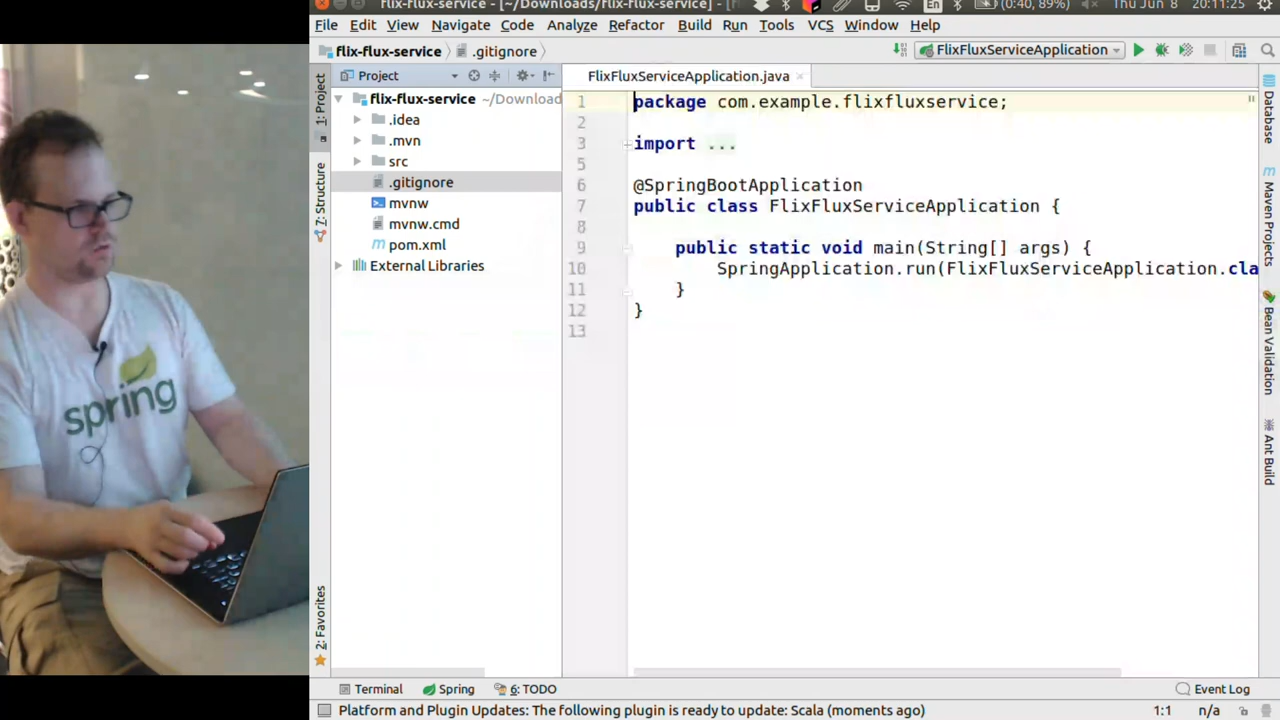 flix-flux-service - [~/Downloads/flix-flux-service] -
En
(0:40, 89%)
Thu Jun 8
20:11:25
File Edit View Navigate Code Analyze Refactor Build Run Tools VCS Window Help
flix-flux-service
.gitignore
FlixFluxServiceApplication
1: Project
7: Structure
2: Favorites
Project
flix-flux-service ~/Download
.idea
.mvn
src
.gitignore
mvnw
mvnw.cmd
pom.xml
External Libraries
FlixFluxServiceApplication.java
1 package com.example.flixfluxservice;
2
3 import ...
5
6 @SpringBootApplication
7 public class FlixFluxServiceApplication {
8
9 public static void main(String[] args) {
10 SpringApplication.run(FlixFluxServiceApplication.cla
11 }
12 }
13
Database
Maven Projects
Bean Validation
Ant Build
spring
Terminal
Spring
6: TODO
Event Log
Platform and Plugin Updates: The following plugin is ready to update: Scala (moments ago)
1:1
n/a